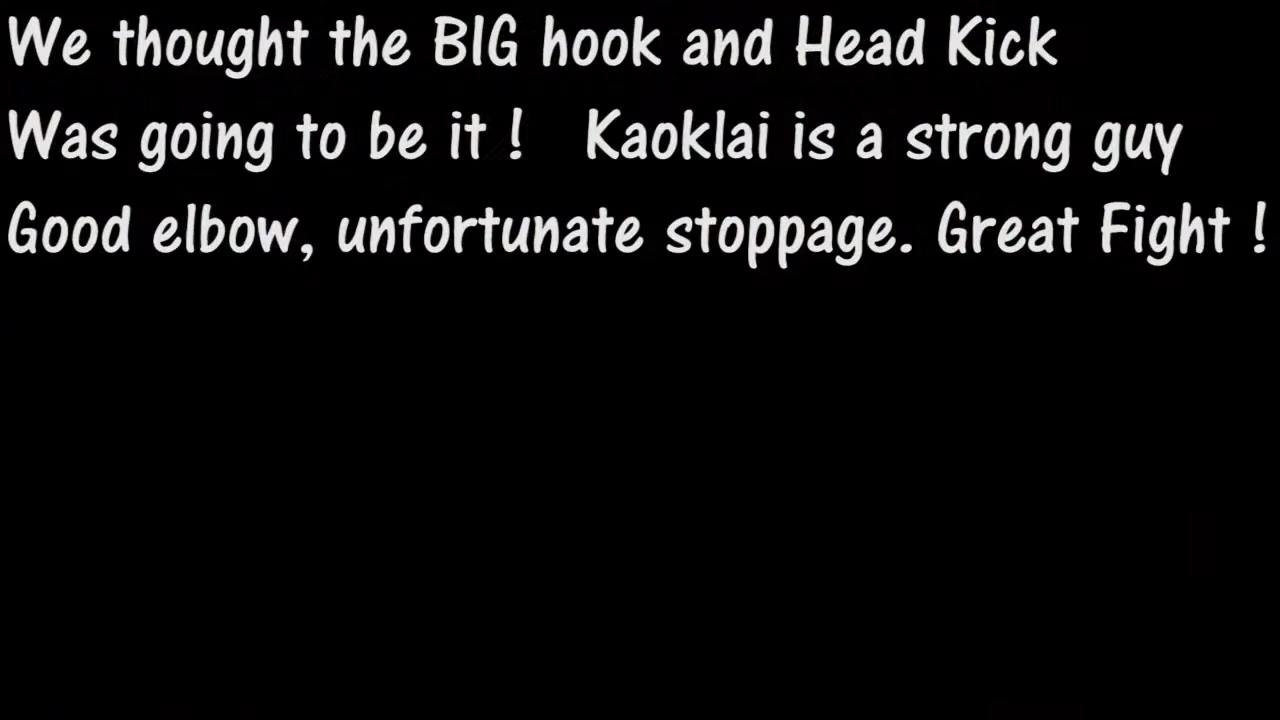 We thought the BIG hook and Head Kick
Was going to be it !   Kaoklai is a strong guy
Good elbow, unfortunate stoppage. Great Fight !